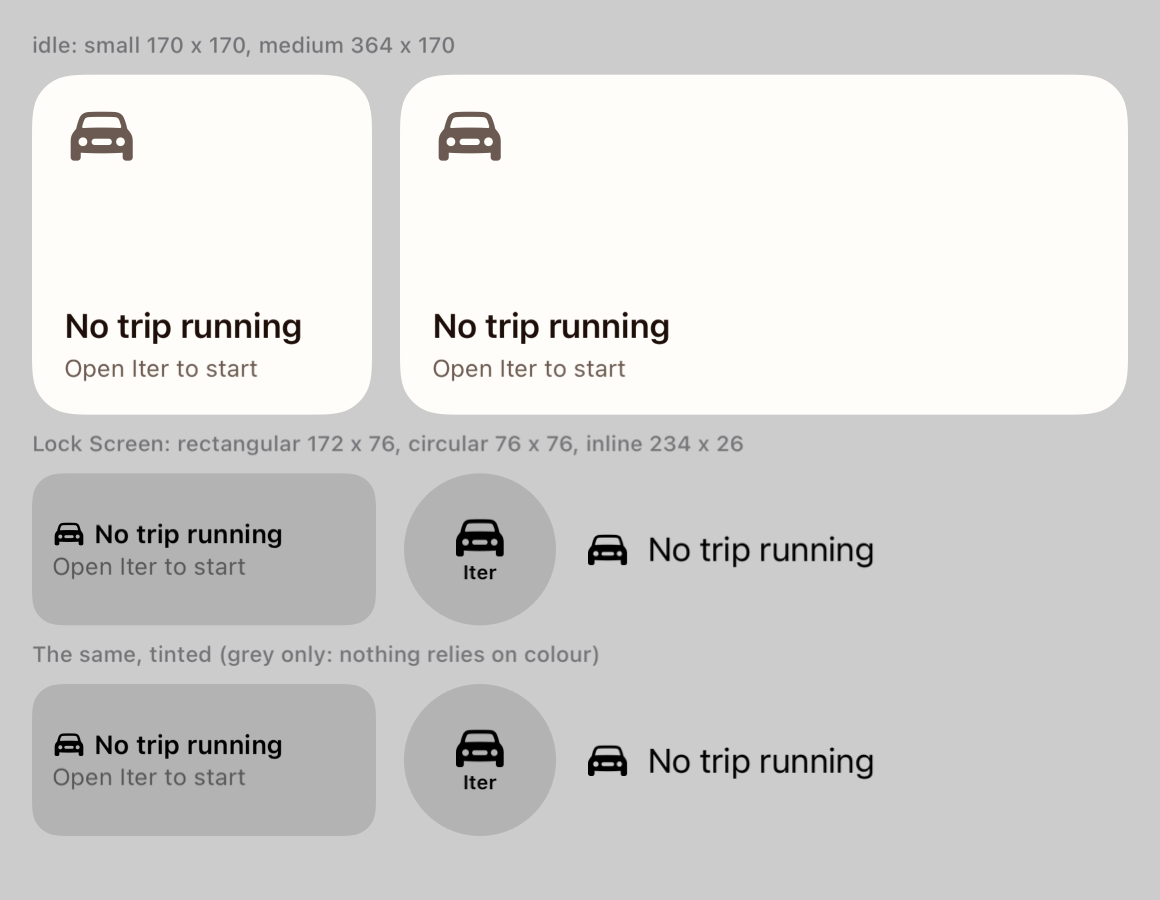 idle: small 170 x 170, medium 364 x 170
No trip running
Open Iter to start
No trip running
Open Iter to start
Lock Screen: rectangular 172 x 76, circular 76 x 76, inline 234 x 26
No trip running
Open Iter to start
Iter
No trip running
The same, tinted (grey only: nothing relies on colour)
No trip running
Open Iter to start
Iter
No trip running